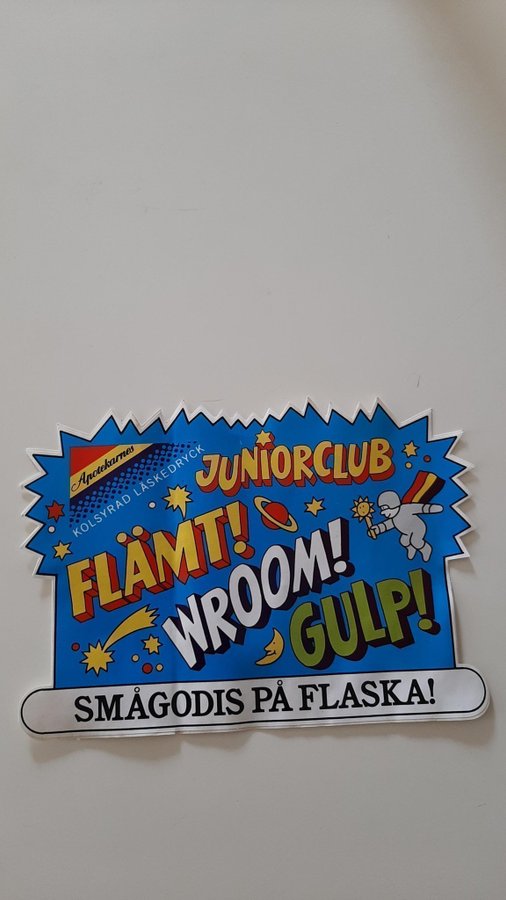 Apotekarnes
KOLSYRAD LÄSKEDRYCK
JUNIORCLUB
FLÄMT!
WROOM!
GULP!
SMÅGODIS PÅ FLASKA!